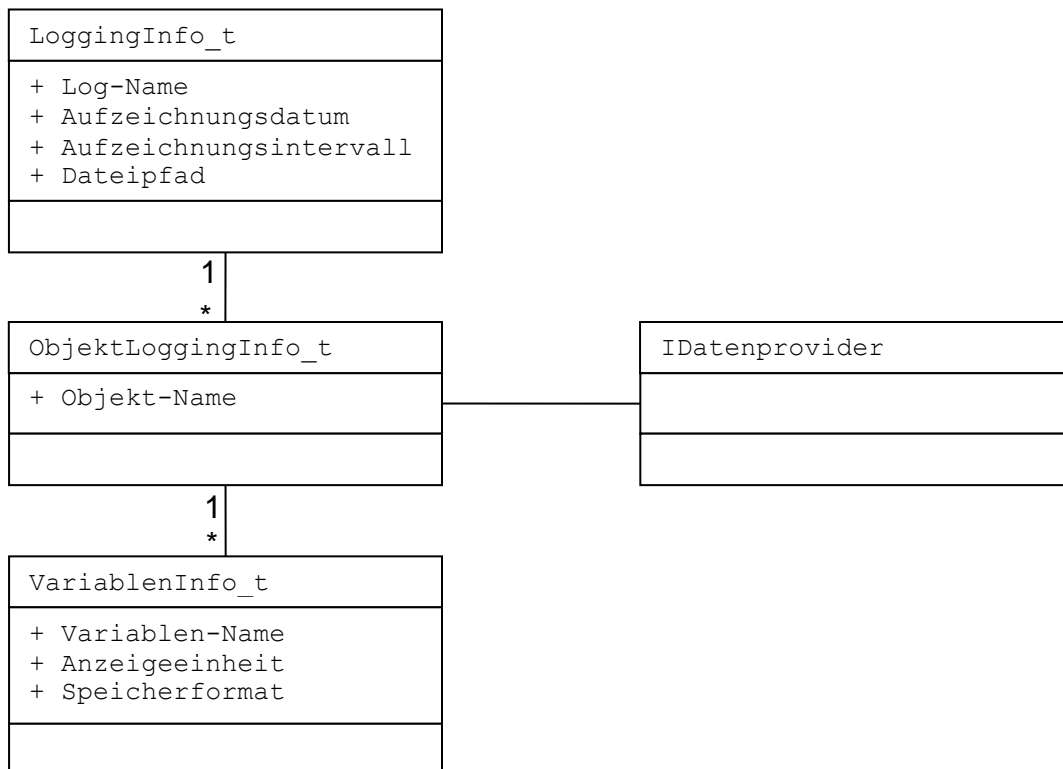 LoggingInfo_t
+ Log-Name
+ Aufzeichnungsdatum
+ Aufzeichnungsintervall
+ Dateipfad
1
*
ObjektLoggingInfo_t
+ Objekt-Name
IDatenprovider
1
*
VariablenInfo_t
+ Variablen-Name
+ Anzeigeeinheit
+ Speicherformat